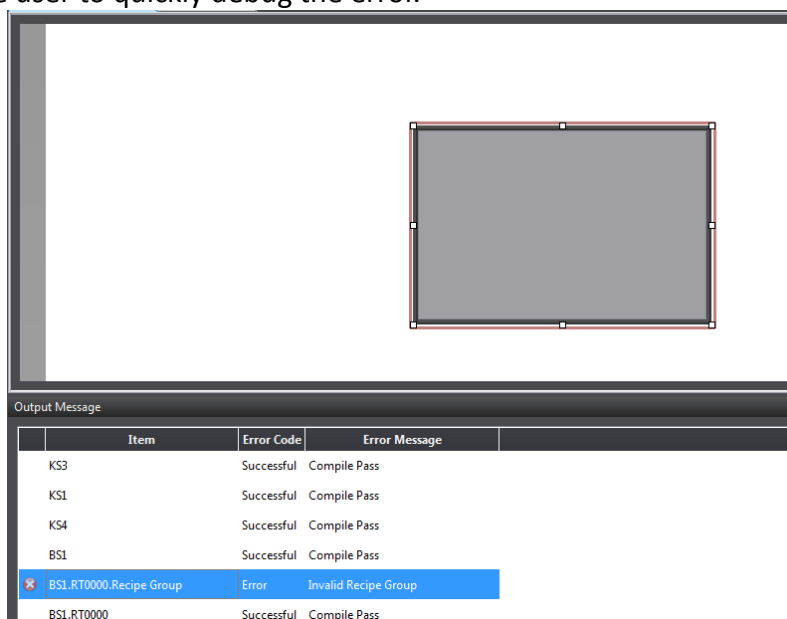 user to quickly debug the error.
Output Message
Item Error Code Error Message
KS3 Successful Compile Pass
KS1 Successful Compile Pass
KS4 Successful Compile Pass
BS1 Successful Compile Pass
BS1.RT0000.Recipe Group Error Invalid Recipe Group
BS1.RT0000 Successful Compile Pass